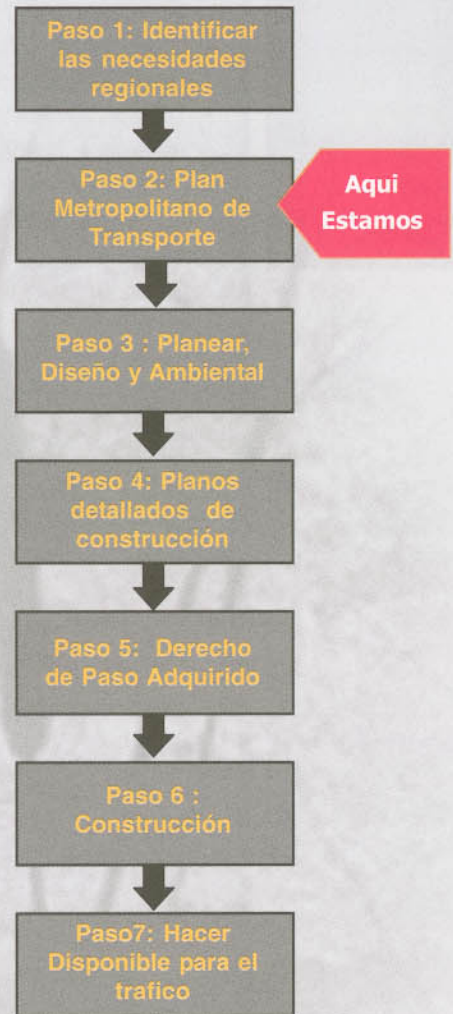 Paso 1: Identificar
las necesidades
regionales
Paso 2: Plan
Metropolitano de
Transporte
Aqui
Estamos
Paso 3 : Planear,
Diseño y Ambiental
Paso 4: Planos
detallados de
construcción
Paso 5: Derecho
de Paso Adquirido
Paso 6 :
Construcción
Paso7: Hacer
Disponible para el
trafico